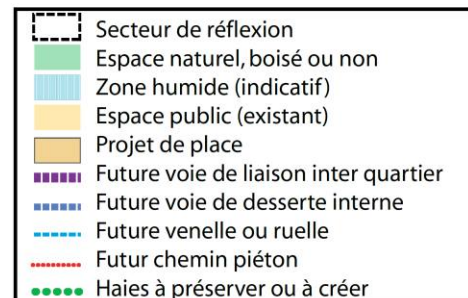 Secteur de réflexion
Espace naturel, boisé ou non
Zone humide (indicatif)
Espace public (existant)
Projet de place
Future voie de liaison inter quartier
Future voie de desserte interne
Future venelle ou ruelle
Futur chemin piéton
Haies à préserver ou à créer